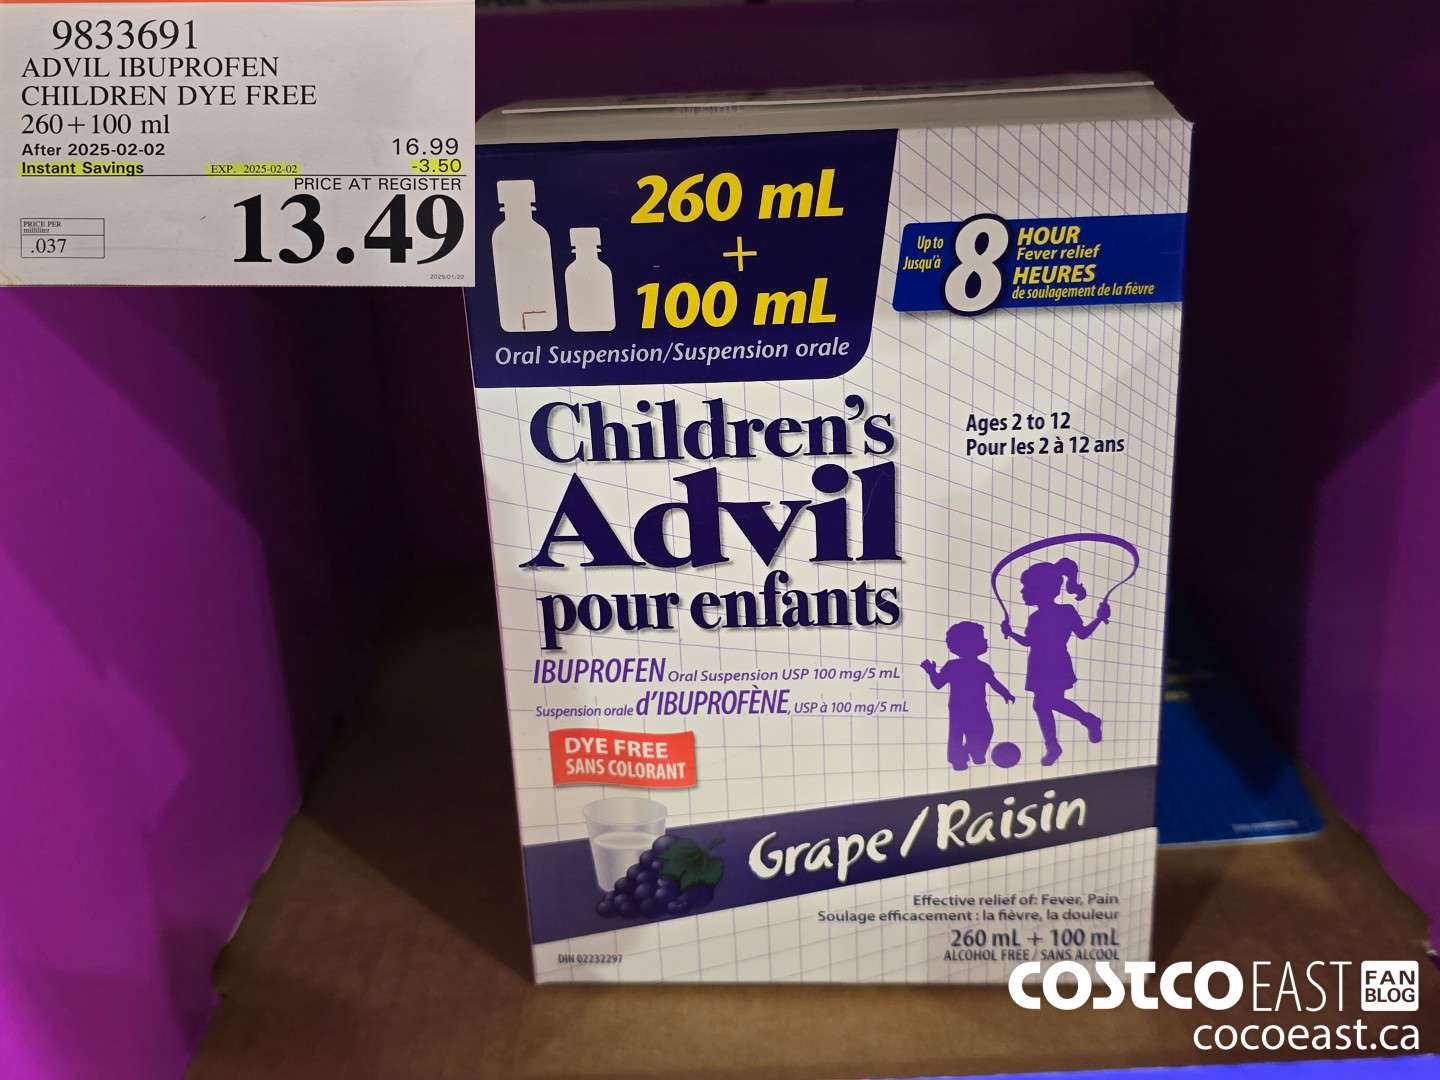 9833691
ADVIL IBUPROFEN
CHILDREN DYE FREE
260+100 ml
After 2025-02-02 16.99
Instant Savings EXP. 2025-02-02 -3.50
PRICE AT REGISTER
13.49
PRICE PER
milliliter
.037
260 mL
+
100 mL
Oral Suspension/Suspension orale
Up to
Jusqu'à
8
HOUR
Fever relief
HEURES
de soulagement de la fièvre
Children's
Advil
pour enfants
Ages 2 to 12
Pour les 2 à 12 ans
IBUPROFEN Oral Suspension USP 100 mg/5 mL
Suspension orale d'IBUPROFÈNE, USP à 100 mg/5 mL
DYE FREE
SANS COLORANT
Grape/Raisin
Effective relief of: Fever, Pain
Soulage efficacement : la fièvre, la douleur
260 mL + 100 mL
ALCOHOL FREE / SANS ALCOOL
DIN 02232297
COSTCO EAST FAN BLOG
cocoeast.ca